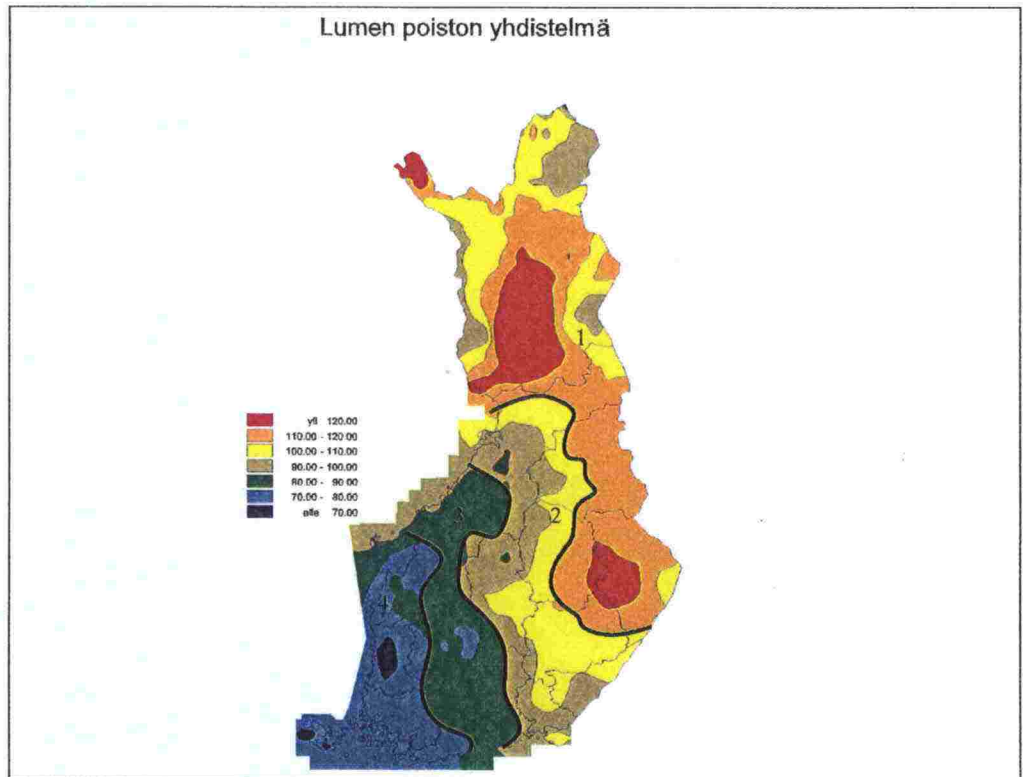 Lumen poiston yhdistelmä
1
yli 120.00
110.00 - 120.00
100.00 - 110.00
90.00 - 100.00
80.00 - 90.00
70.00 - 80.00
alle 70.00
3
2
4